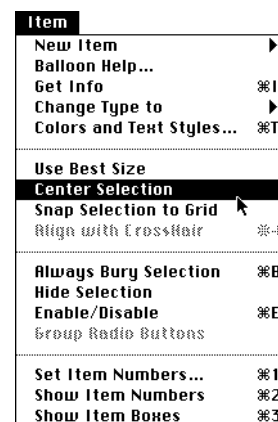 Item
New Item
Balloon Help...
Get Info ⌘I
Change Type to
Colors and Text Styles... ⌘T
Use Best Size
Center Selection
Snap Selection to Grid
Align with CrossHair
Always Bury Selection ⌘B
Hide Selection
Enable/Disable ⌘E
Group Radio Buttons
Set Item Numbers... ⌘1
Show Item Numbers ⌘2
Show Item Boxes ⌘3